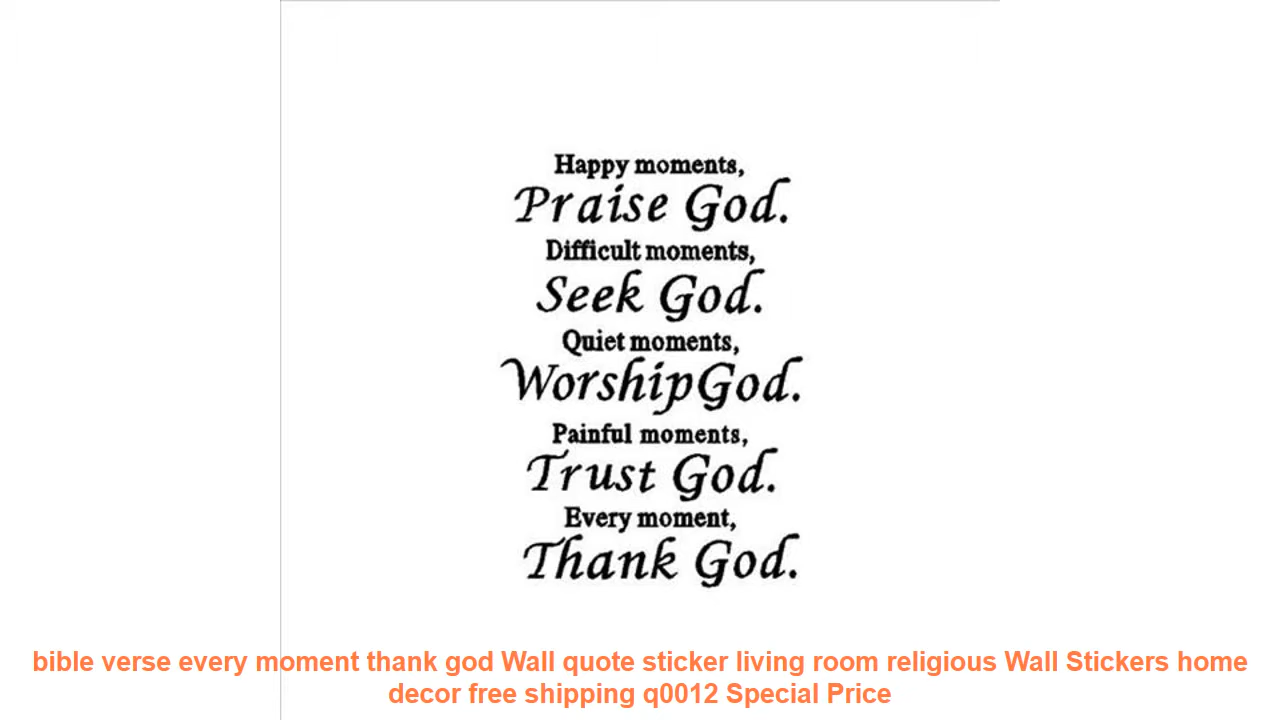 Happy moments,
Praise God.
Difficult moments,
Seek God.
Quiet moments,
Worship God.
Painful moments,
Trust God.
Every moment,
Thank God.
bible verse every moment thank god Wall quote sticker living room religious Wall Stickers home
decor free shipping q0012 Special Price